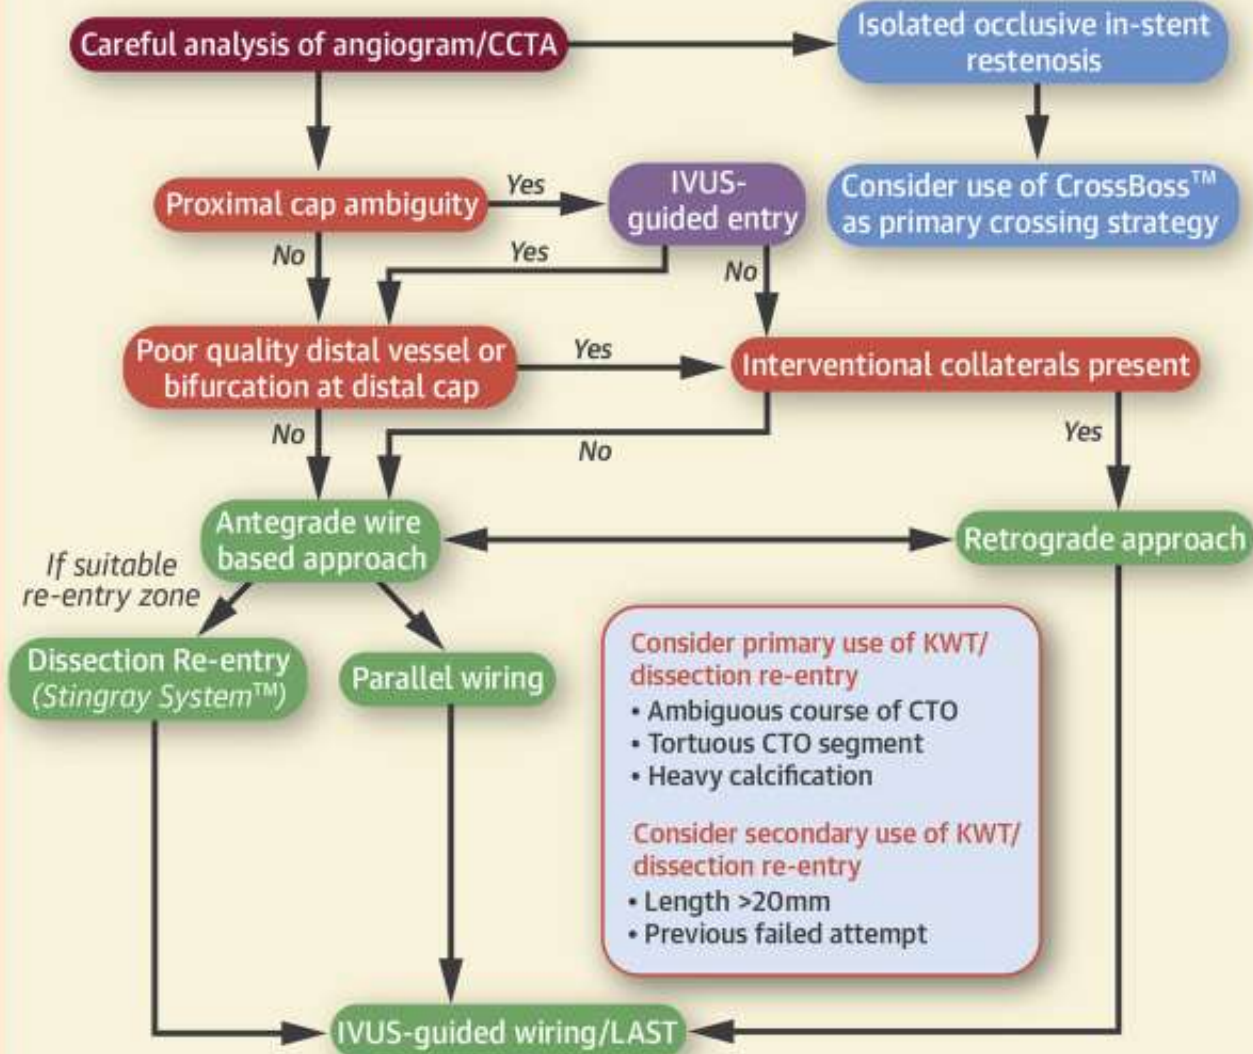 Careful analysis of angiogram/CCTA
Isolated occlusive in-stent
restenosis
Proximal cap ambiguity
Yes
IVUS-
guided entry
Consider use of CrossBoss™
as primary crossing strategy
No
Yes
No
Poor quality distal vessel or
bifurcation at distal cap
Yes
Interventional collaterals present
No
No
Yes
Antegrade wire
based approach
Retrograde approach
If suitable
re-entry zone
Dissection Re-entry
(Stingray System™)
Parallel wiring
Consider primary use of KWT/
dissection re-entry
• Ambiguous course of CTO
• Tortuous CTO segment
• Heavy calcification
Consider secondary use of KWT/
dissection re-entry
• Length >20mm
• Previous failed attempt
IVUS-guided wiring/LAST